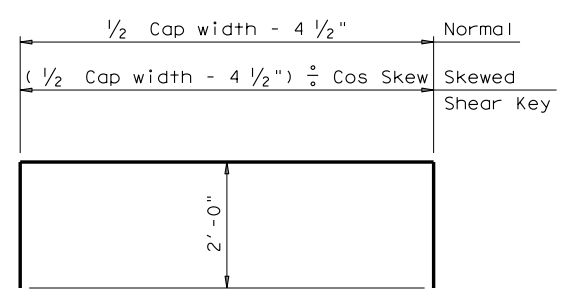 ½ Cap width - 4 ½" Normal
(½ Cap width - 4 ½") ÷ Cos Skew Skewed
Shear Key
2'-0"